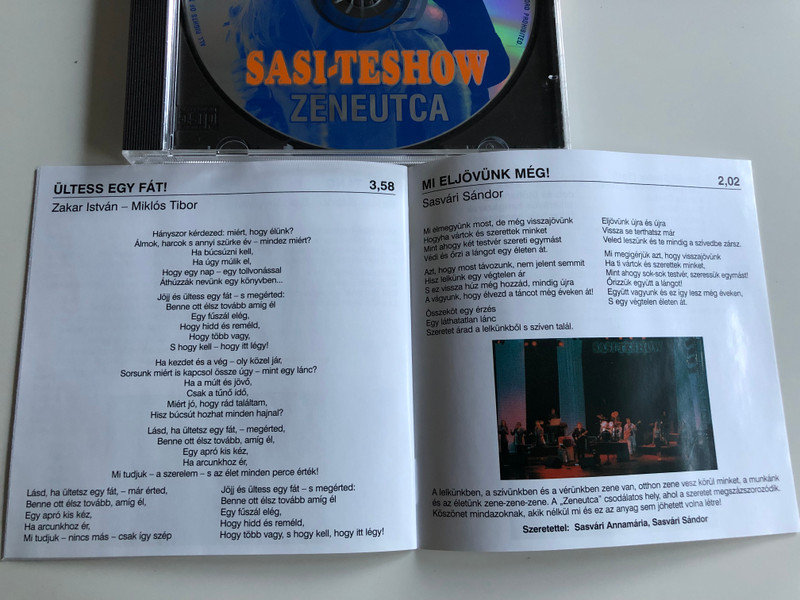 SASI-TESHOW
ZENEUTCA
ÜLTESS EGY FÁT!
3,58
Zakar István – Miklós Tibor
Hányszor kérdezed: miért, hogy élünk?
Álmok, harcok s annyi szürke év – mindez miért?
Ha búcsúzni kell,
Ha úgy múlik el,
Hogy egy nap – egy tollvonással
Áthúzzák nevünk egy könyvben...
Jöjj és ültess egy fát – s megérted:
Benne ott élsz tovább amíg él
Egy fűszál elég,
Hogy hidd és reméld,
Hogy több vagy,
S hogy kell – hogy itt légy!
Ha kezdet és a vég – oly közel jár,
Sorsunk miért is kapcsol össze úgy – mint egy lánc?
Ha a múlt és jövő,
Csak a tűnő idő,
Miért jó, hogy rád találtam,
Hisz búcsút hozhat minden hajnal?
Lásd, ha ültetsz egy fát, – megérted,
Benne ott élsz tovább, amíg él,
Egy apró kis kéz,
Ha arcunkhoz ér,
Mi tudjuk – a szerelem – s az élet minden perce érték!
Lásd, ha ültetsz egy fát, – már érted,
Benne ott élsz tovább, amíg él,
Egy apró kis kéz,
Ha arcunkhoz ér,
Mi tudjuk – nincs más – csak így szép
Jöjj és ültess egy fát – s megérted:
Benne ott élsz tovább amíg él
Egy fűszál elég,
Hogy hidd és reméld,
Hogy több vagy, s hogy kell, hogy itt légy!
MI ELJÖVÜNK MÉG!
2,02
Sasvári Sándor
Mi elmegyünk most, de még visszajövünk
Hogyha vártok és szerettek minket
Mint ahogy két testvér szereti egymást
Védi és őrzi a lángot egy életen át.
Azt, hogy most távozunk, nem jelent semmit
Hisz lelkünk egy végtelen ár
S ez vissza húz még hozzád, mindig újra
A vágyunk, hogy élvezd a táncot még éveken át!
Összeköt egy érzés
Egy láthatatlan lánc
Szeretet árad a lelkünkből s szíven talál.
Eljövünk újra és újra
Vissza se terthatsz már
Veled leszünk és te mindig a szívedbe zársz.
Mi megigérjük azt, hogy visszajövünk
Ha ti vártok és szerettek minket,
Mint ahogy sok-sok testvér, szeressük egymást!
Őrizzük együtt a lángot!
Együtt vagyunk és ez így lesz még éveken,
S egy végtelen életen át.
SASI-TESHOW
A lelkünkben, a szívünkben és a vérünkben zene van, otthon zene vesz körül minket, a munkánk
és az életünk zene-zene-zene. A „Zeneutca” csodálatos hely, ahol a szeretet megszázszorozódik.
Köszönet mindazoknak, akik nélkül mi és ez az anyag sem jöhetett volna létre!
Szeretettel: Sasvári Annamária, Sasvári Sándor